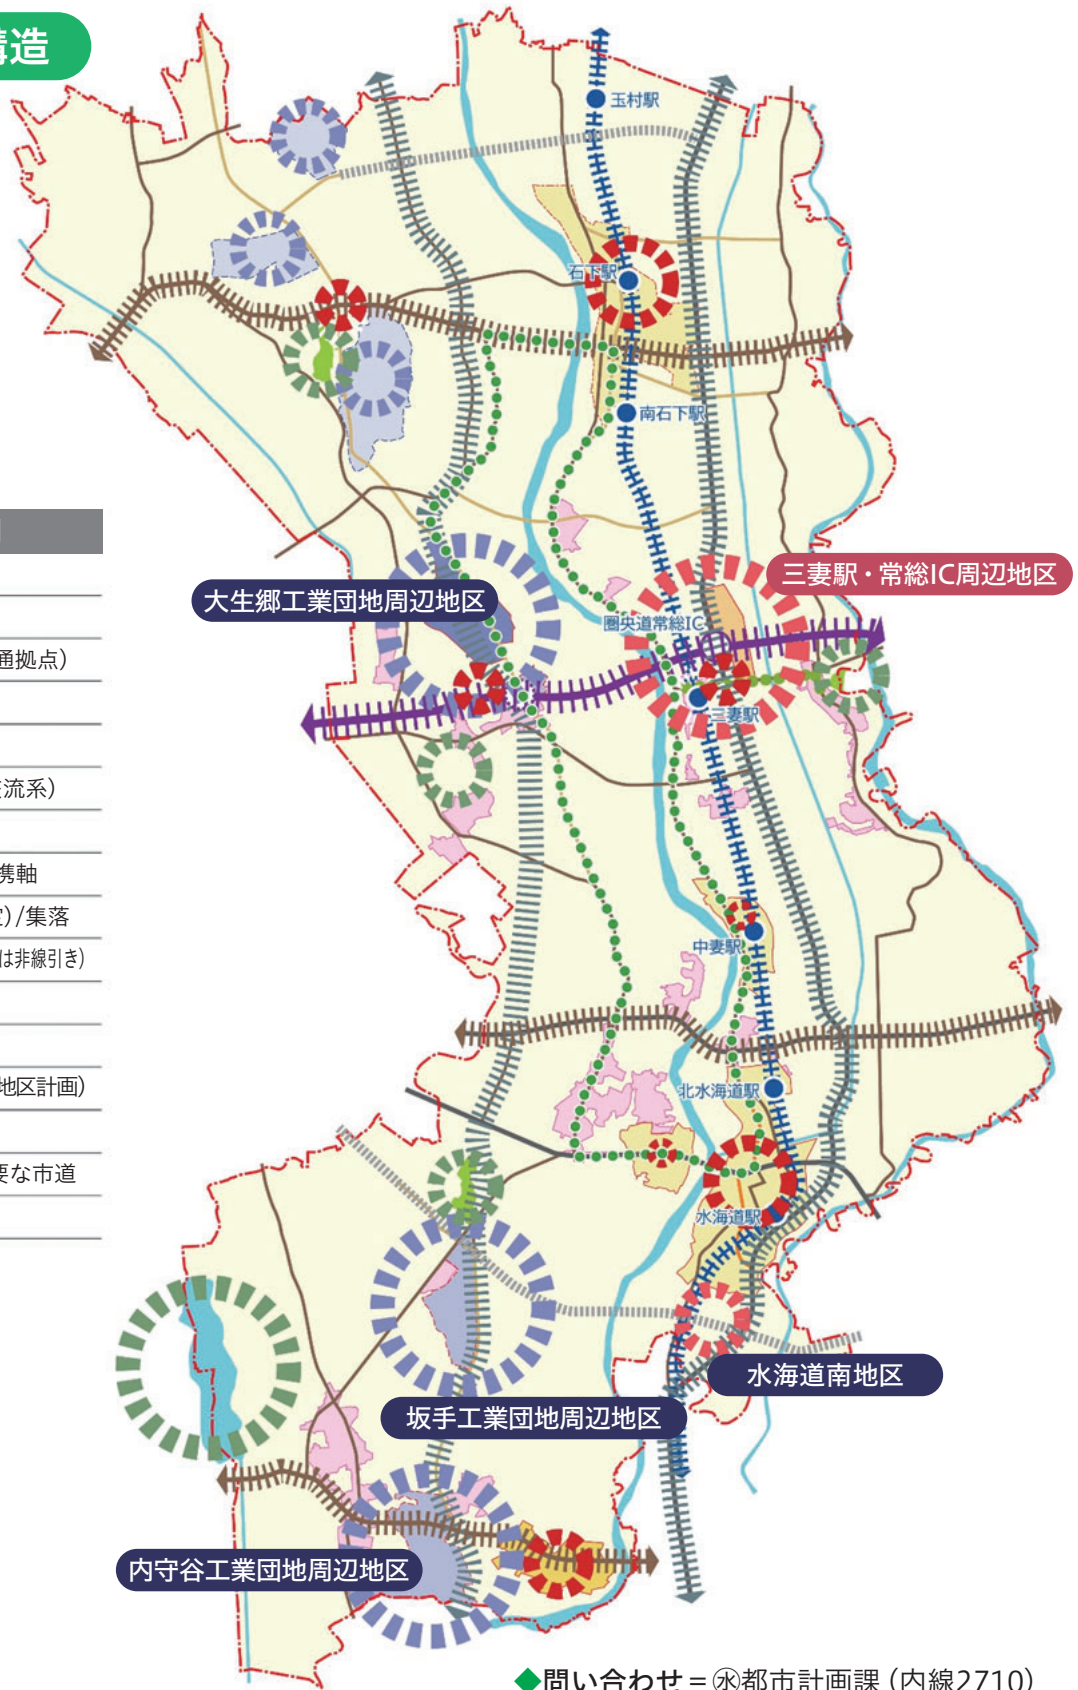 構造
玉村駅
石下駅
南石下駅
通拠点）
流系）
携軸
）/集落
は非線引き）
地区計画）
要な市道
大生郷工業団地周辺地区
三妻駅・常総IC周辺地区
圏央道常総IC
三妻駅
中妻駅
北水海道駅
水海道駅
水海道南地区
坂手工業団地周辺地区
内守谷工業団地周辺地区
◆問い合わせ＝㊌都市計画課（内線2710）